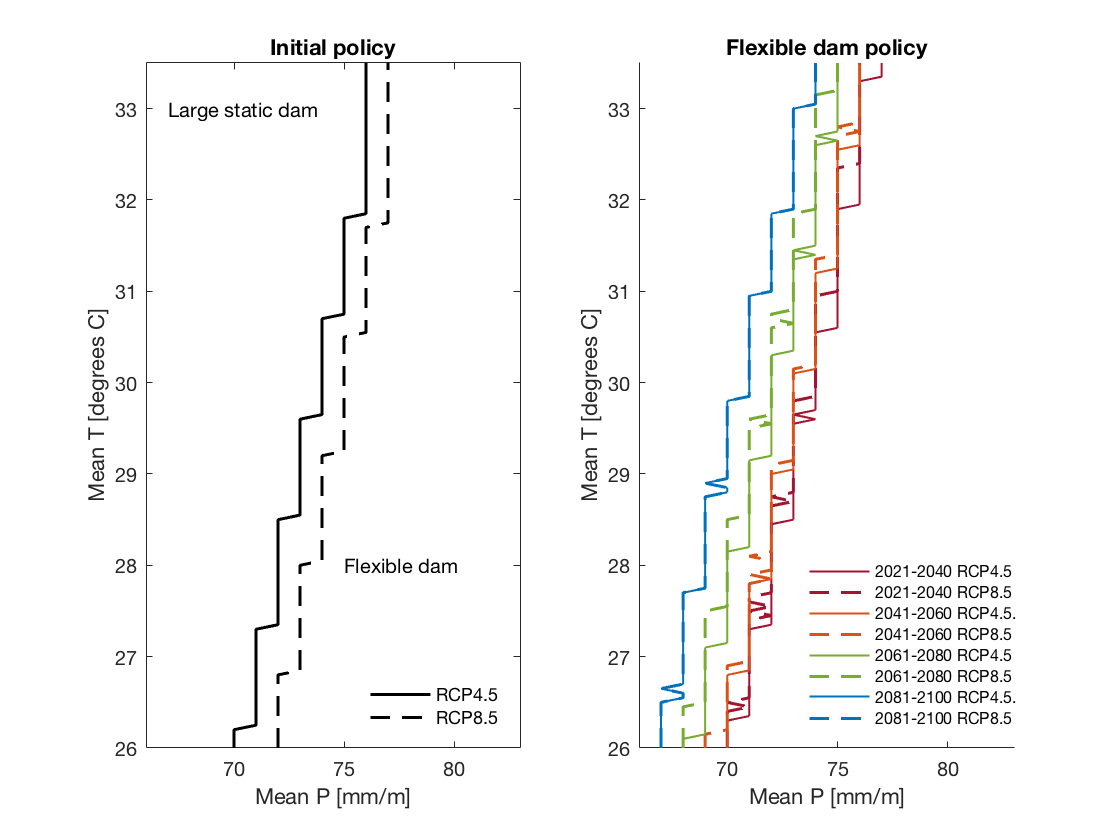 Initial policy
Large static dam
Flexible dam
RCP4.5
RCP8.5
33
32
31
30
29
28
27
26
70
75
80
Mean T [degrees C]
Mean P [mm/m]
Flexible dam policy
2021-2040 RCP4.5
2021-2040 RCP8.5
2041-2060 RCP4.5.
2041-2060 RCP8.5
2061-2080 RCP4.5
2061-2080 RCP8.5
2081-2100 RCP4.5.
2081-2100 RCP8.5
33
32
31
30
29
28
27
26
70
75
80
Mean T [degrees C]
Mean P [mm/m]